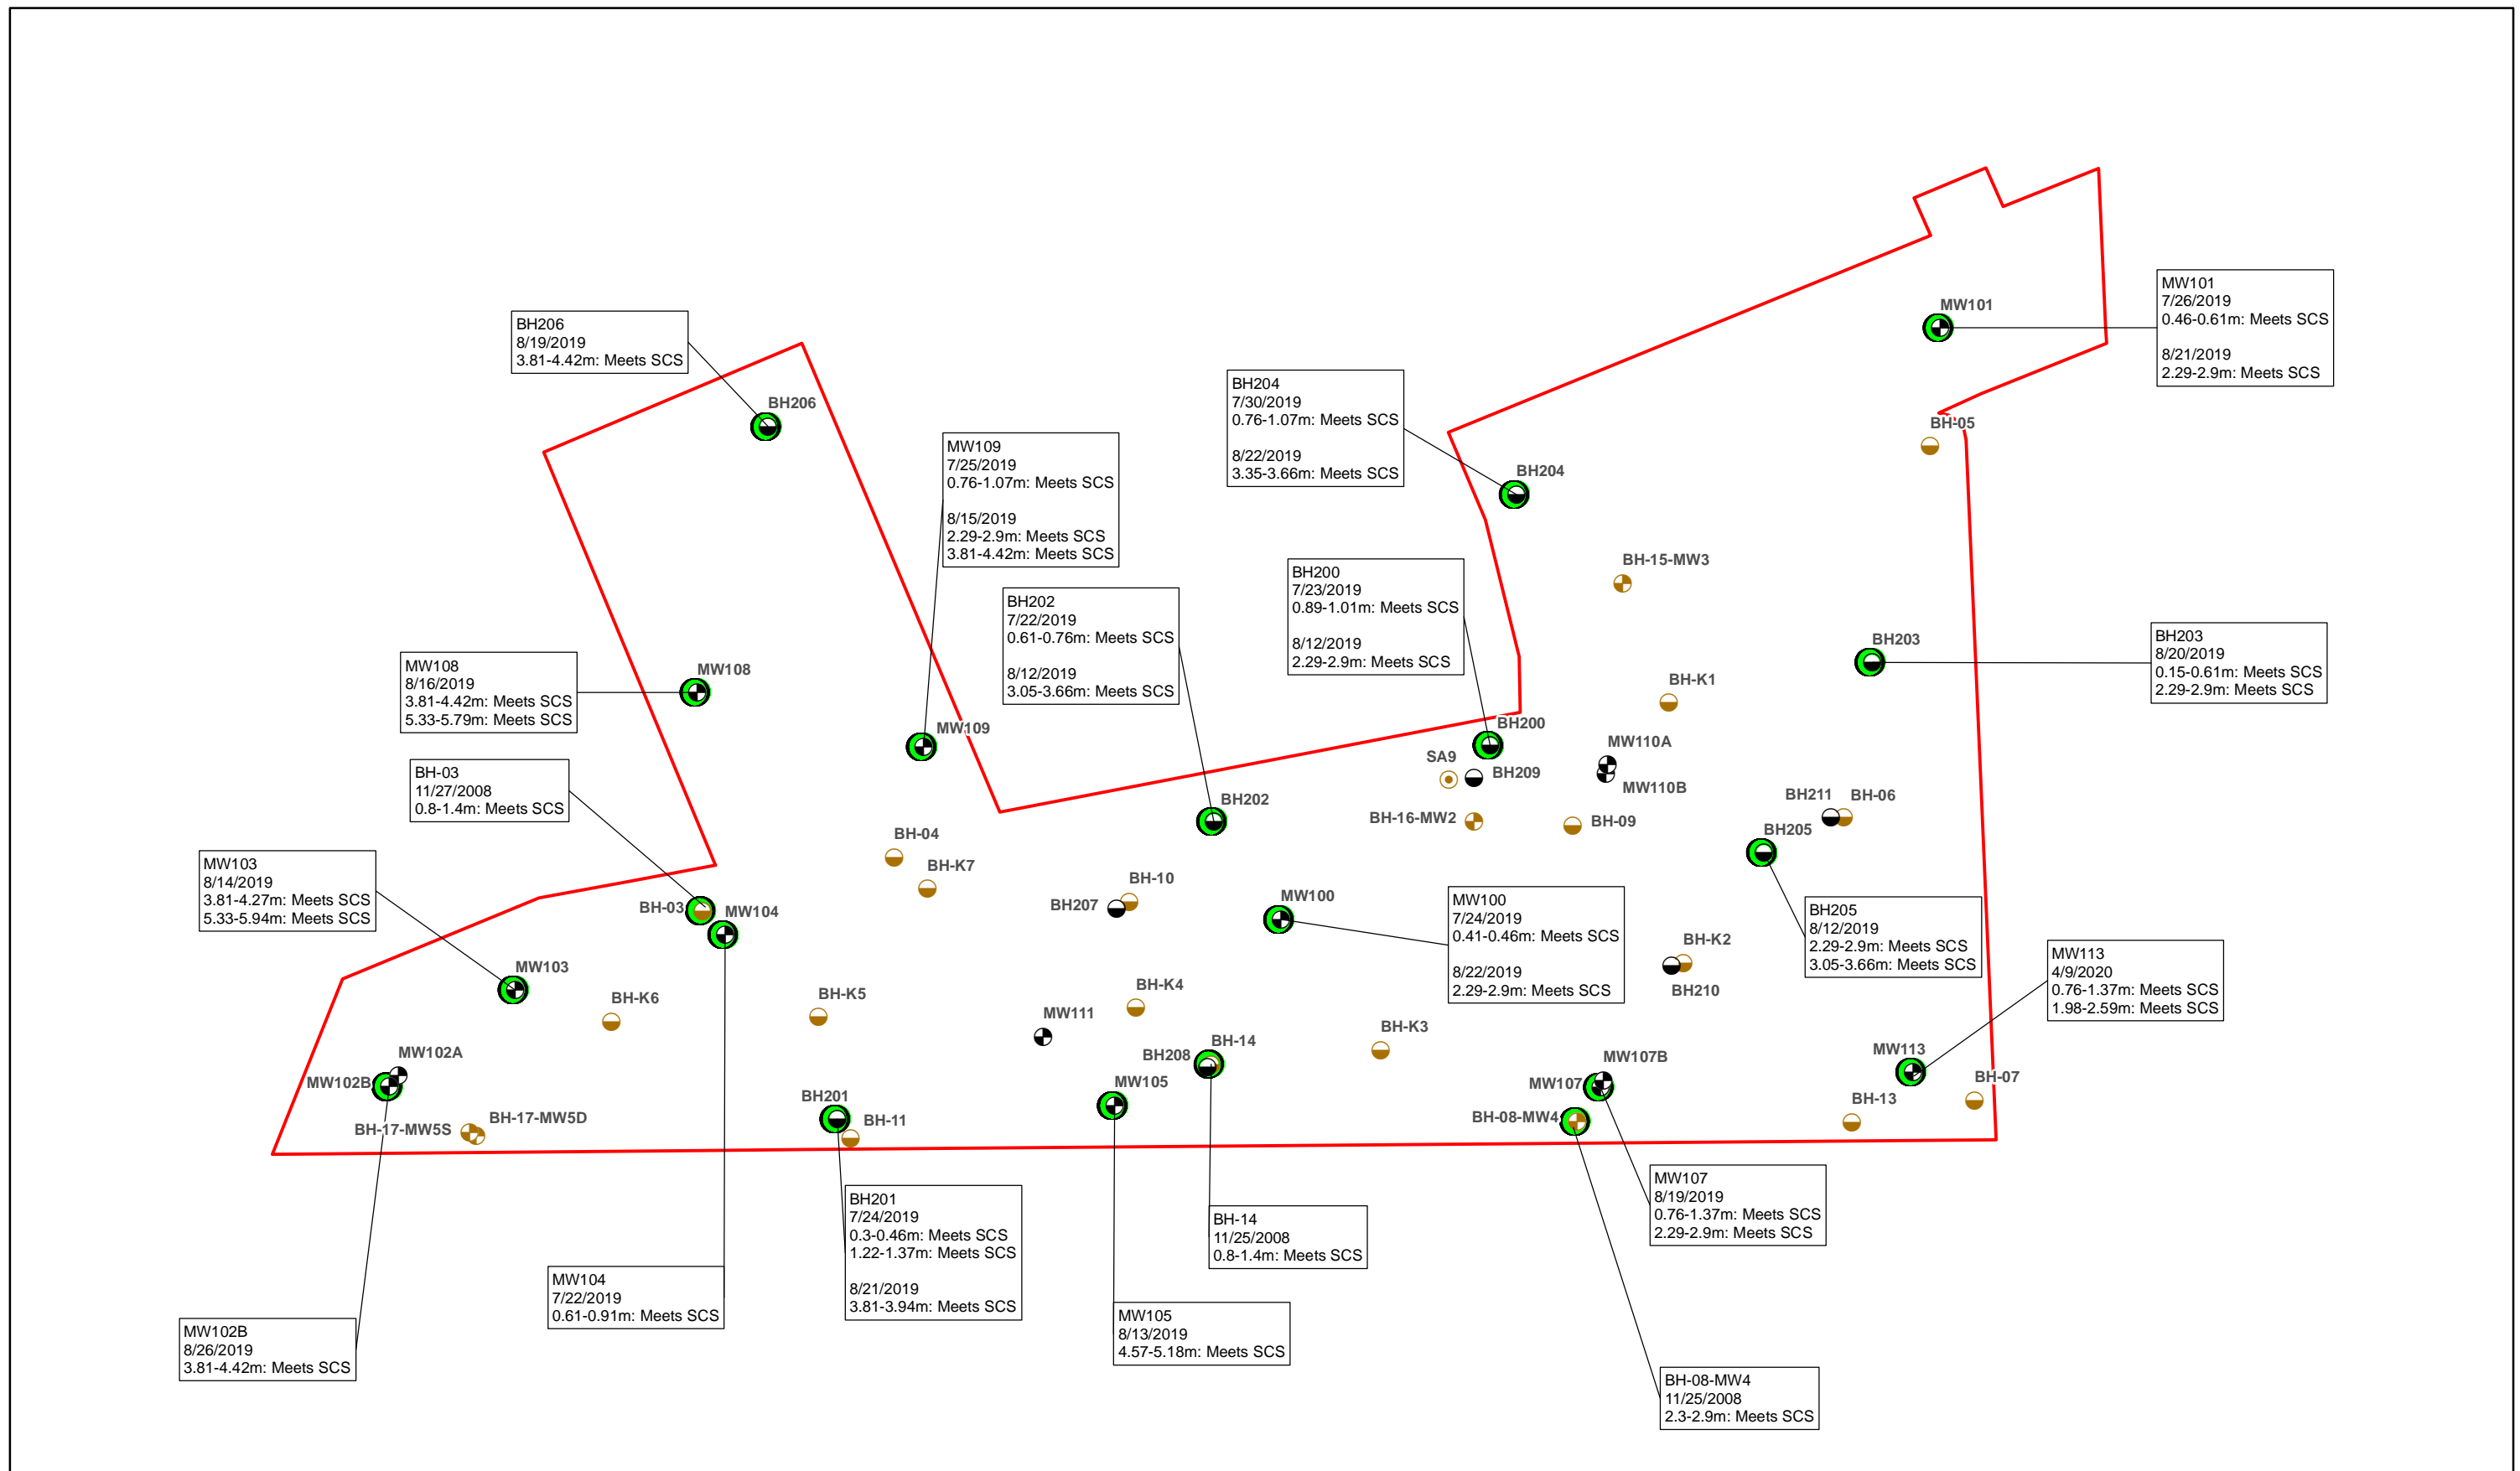 MW101
7/26/2019
0.46-0.61m: Meets SCS
8/21/2019
2.29-2.9m: Meets SCS
MW101
BH206
8/19/2019
3.81-4.42m: Meets SCS
BH206
BH204
7/30/2019
0.76-1.07m: Meets SCS
8/22/2019
3.35-3.66m: Meets SCS
BH204
BH-05
MW109
7/25/2019
0.76-1.07m: Meets SCS
8/15/2019
2.29-2.9m: Meets SCS
3.81-4.42m: Meets SCS
BH-15-MW3
BH200
7/23/2019
0.89-1.01m: Meets SCS
8/12/2019
2.29-2.9m: Meets SCS
BH202
7/22/2019
0.61-0.76m: Meets SCS
8/12/2019
3.05-3.66m: Meets SCS
BH203
BH203
8/20/2019
0.15-0.61m: Meets SCS
2.29-2.9m: Meets SCS
MW108
8/16/2019
3.81-4.42m: Meets SCS
5.33-5.79m: Meets SCS
MW108
BH-K1
MW109
BH200
MW110A
SA9
BH209
MW110B
BH-03
11/27/2008
0.8-1.4m: Meets SCS
BH202
BH-16-MW2
BH-09
BH211
BH-06
BH205
BH-04
BH-K7
MW103
8/14/2019
3.81-4.27m: Meets SCS
5.33-5.94m: Meets SCS
BH-03
MW104
BH-10
BH207
MW100
MW100
7/24/2019
0.41-0.46m: Meets SCS
8/22/2019
2.29-2.9m: Meets SCS
BH205
8/12/2019
2.29-2.9m: Meets SCS
3.05-3.66m: Meets SCS
BH-K2
BH210
MW113
4/9/2020
0.76-1.37m: Meets SCS
1.98-2.59m: Meets SCS
MW103
BH-K6
BH-K5
BH-K4
MW111
BH-K3
BH-14
BH208
MW102A
MW102B
MW105
MW107B
MW107
MW113
BH-07
BH-13
BH201
BH-11
BH-17-MW5D
BH-17-MW5S
BH-08-MW4
MW107
8/19/2019
0.76-1.37m: Meets SCS
2.29-2.9m: Meets SCS
BH201
7/24/2019
0.3-0.46m: Meets SCS
1.22-1.37m: Meets SCS
8/21/2019
3.81-3.94m: Meets SCS
BH-14
11/25/2008
0.8-1.4m: Meets SCS
MW104
7/22/2019
0.61-0.91m: Meets SCS
MW105
8/13/2019
4.57-5.18m: Meets SCS
MW102B
8/26/2019
3.81-4.42m: Meets SCS
BH-08-MW4
11/25/2008
2.3-2.9m: Meets SCS